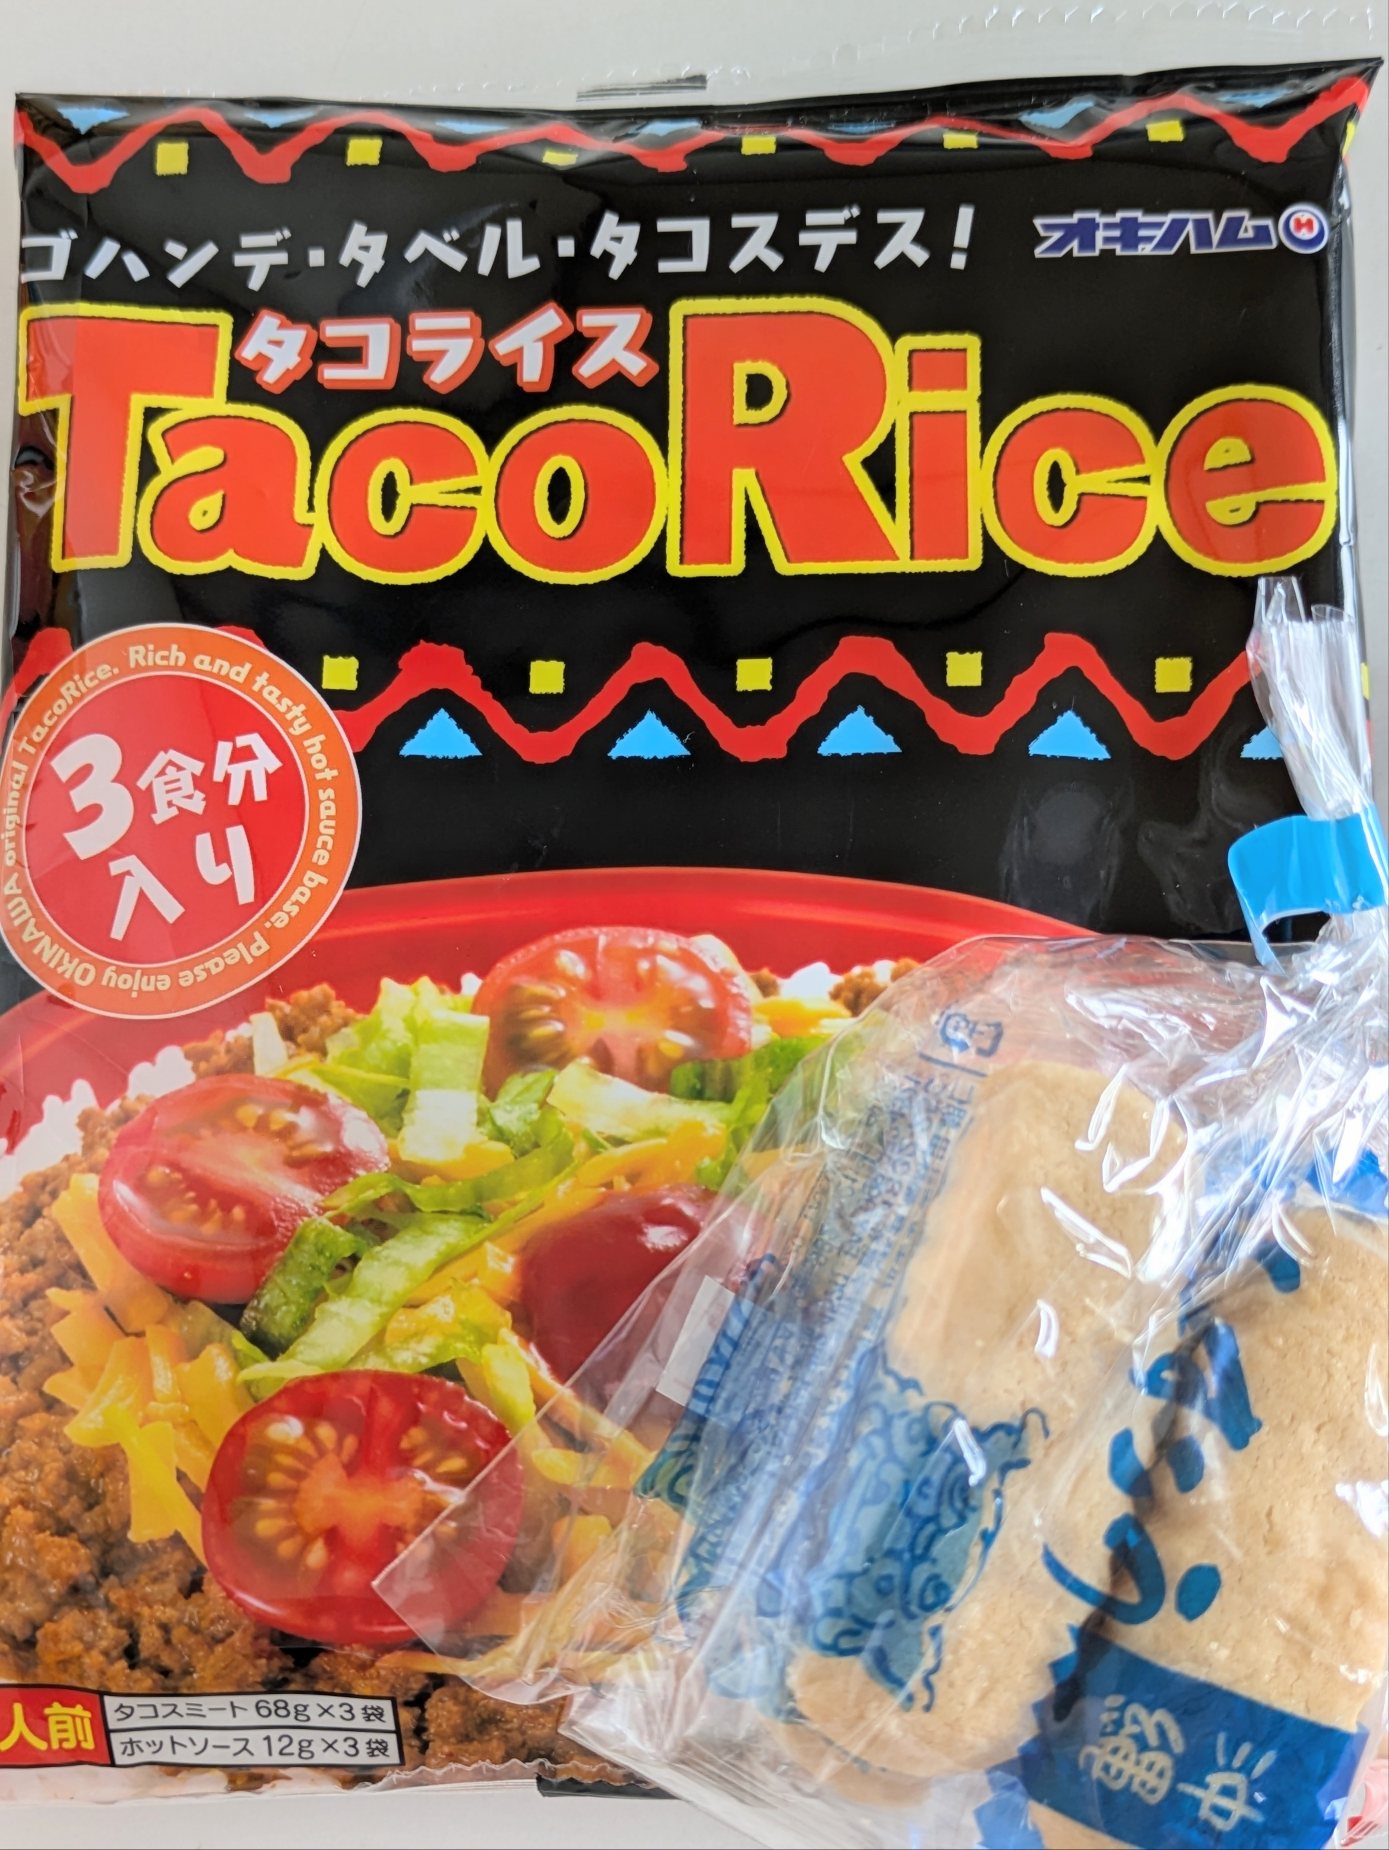 ゴハンデ・タベル・タコスデス!
オキハム
タコライス
TacoRice
OKINAWA original TacoRice. Rich and tasty hot sauce base. Please enjoy
3食分
入り
人前
タコスミート 68g×3袋
ホットソース 12g×3袋